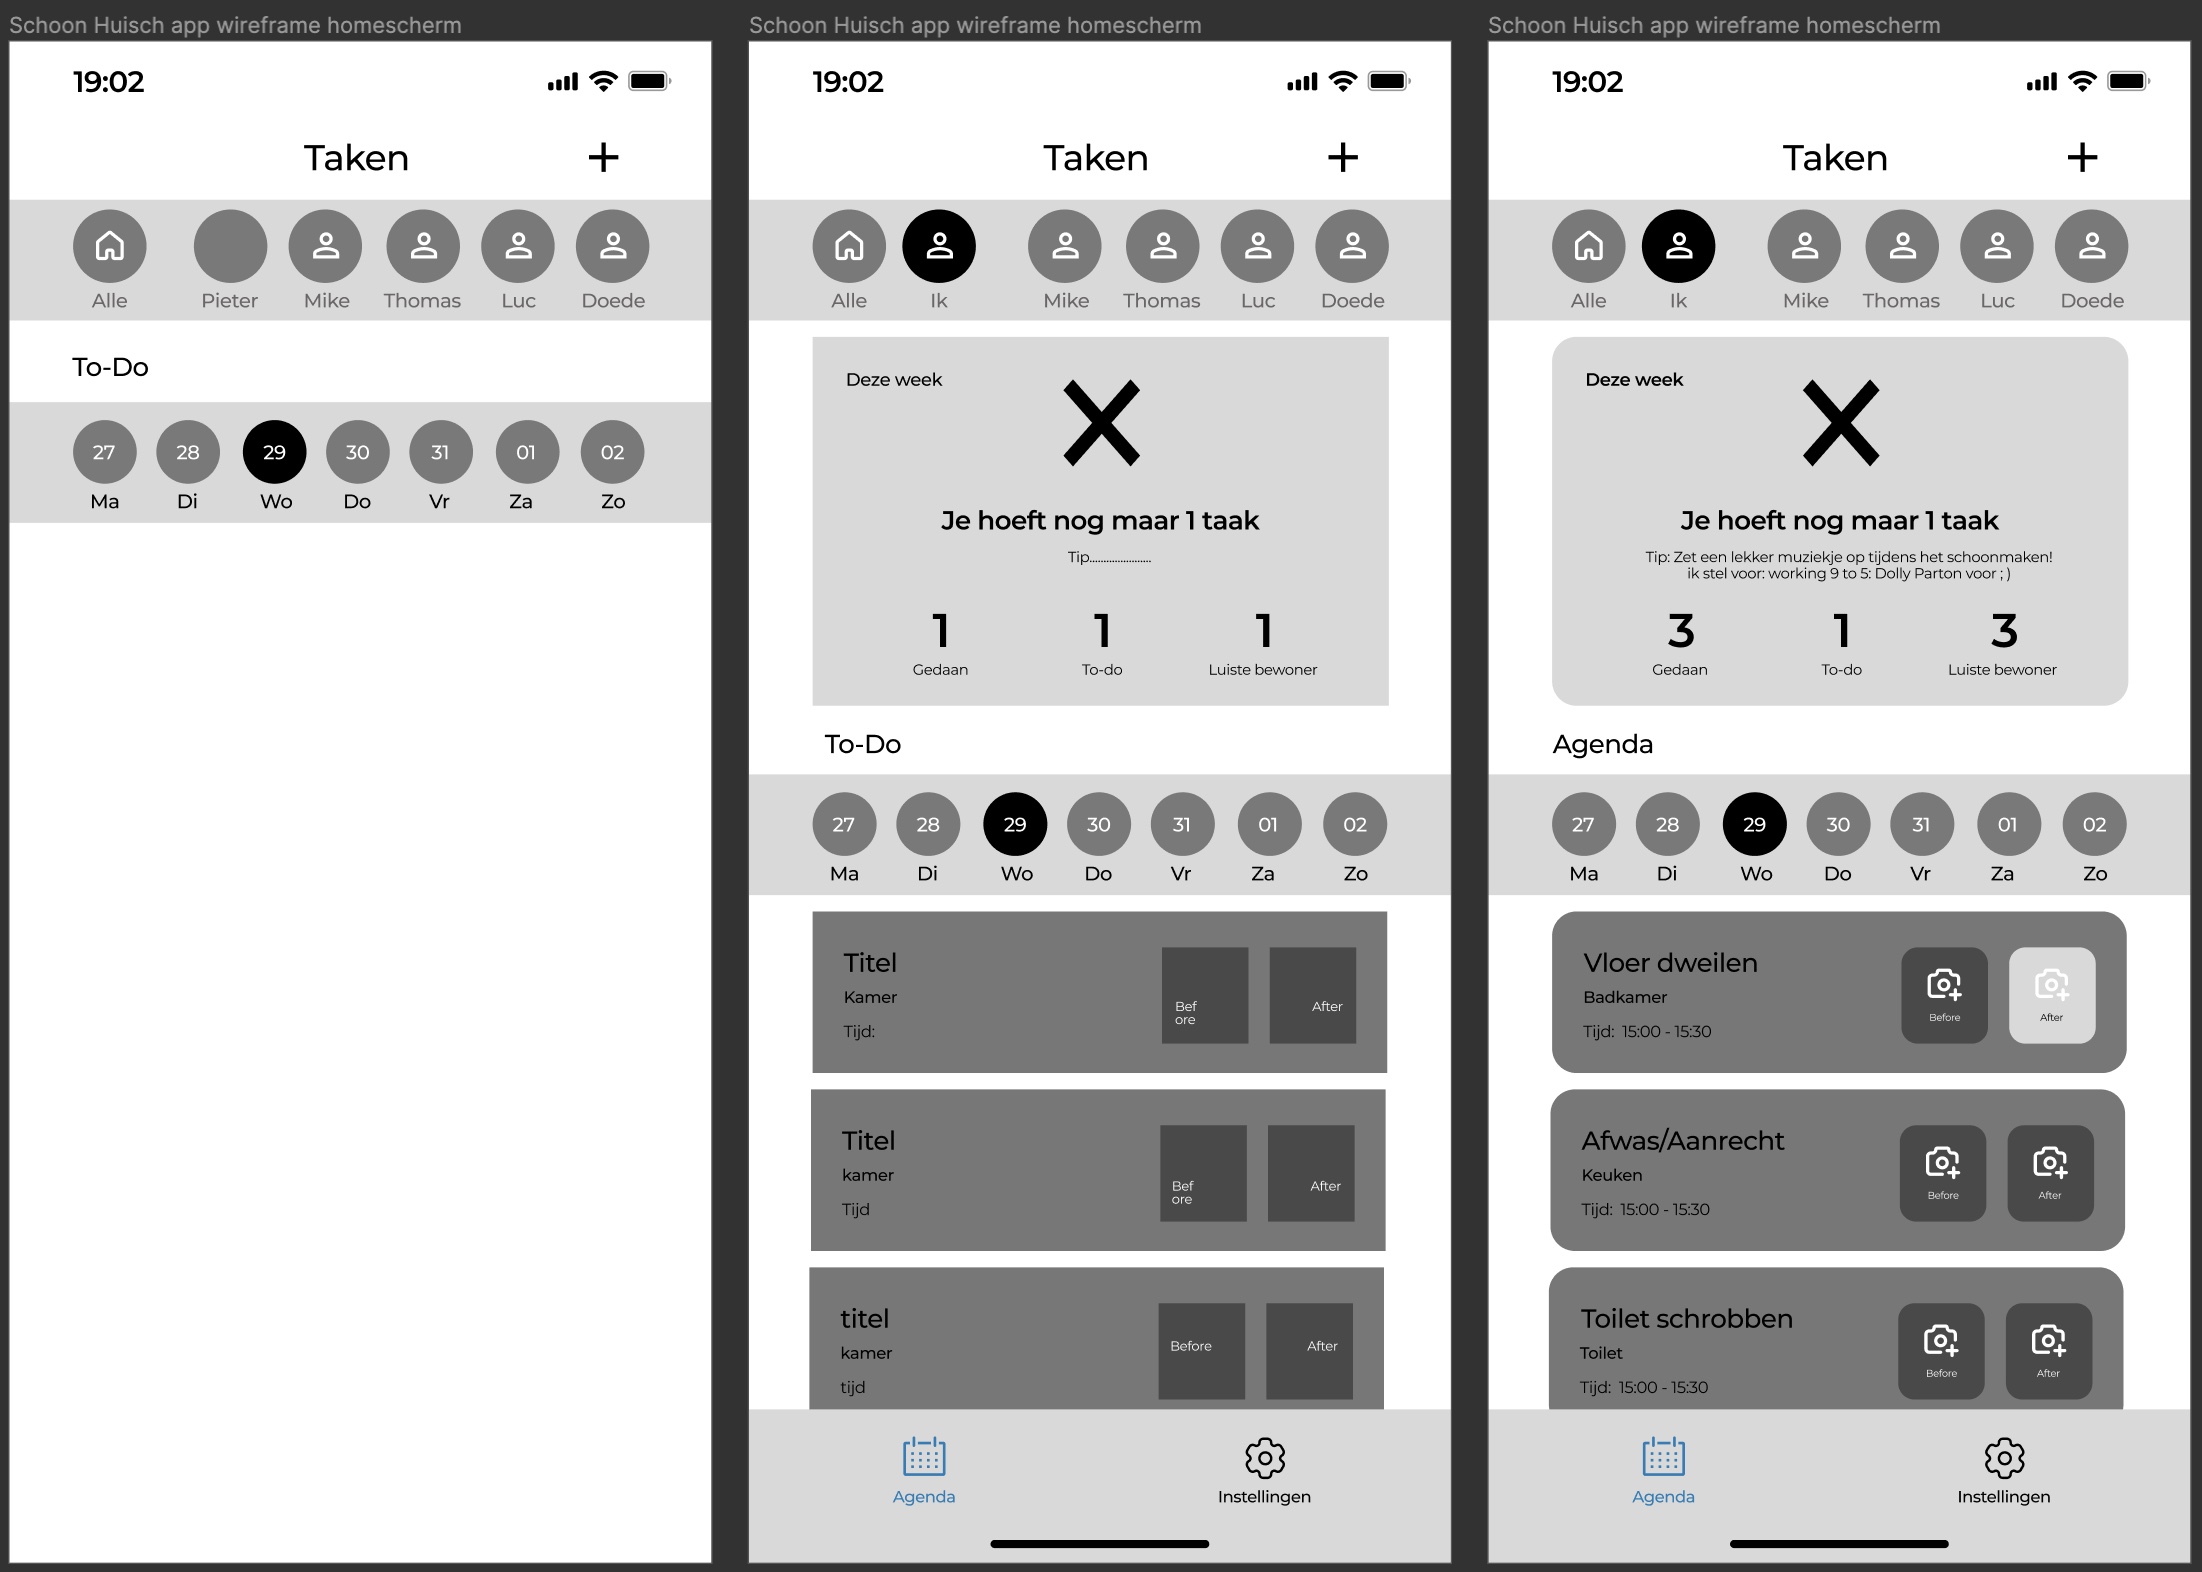 Schoon Huisch app wireframe homescherm
19:02
Taken
Alle
Pieter
Mike
Thomas
Luc
Doede
To-Do
27
28
29
30
31
01
02
Ma
Di
Wo
Do
Vr
Za
Zo
Schoon Huisch app wireframe homescherm
19:02
Taken
Alle
Ik
Mike
Thomas
Luc
Doede
Deze week
Je hoeft nog maar 1 taak
Tip......................
1
1
1
Gedaan
To-do
Luiste bewoner
To-Do
27
28
29
30
31
01
02
Ma
Di
Wo
Do
Vr
Za
Zo
Titel
Kamer
Tijd:
Bef
ore
After
Titel
kamer
Tijd
Bef
ore
After
titel
kamer
tijd
Before
After
Agenda
Instellingen
Schoon Huisch app wireframe homescherm
19:02
Taken
Alle
Ik
Mike
Thomas
Luc
Doede
Deze week
Je hoeft nog maar 1 taak
Tip: Zet een lekker muziekje op tijdens het schoonmaken!
ik stel voor: working 9 to 5: Dolly Parton voor ; )
3
1
3
Gedaan
To-do
Luiste bewoner
Agenda
27
28
29
30
31
01
02
Ma
Di
Wo
Do
Vr
Za
Zo
Vloer dweilen
Badkamer
Tijd: 15:00 - 15:30
Before
After
Afwas/Aanrecht
Keuken
Tijd: 15:00 - 15:30
Before
After
Toilet schrobben
Toilet
Tijd: 15:00 - 15:30
Before
After
Agenda
Instellingen